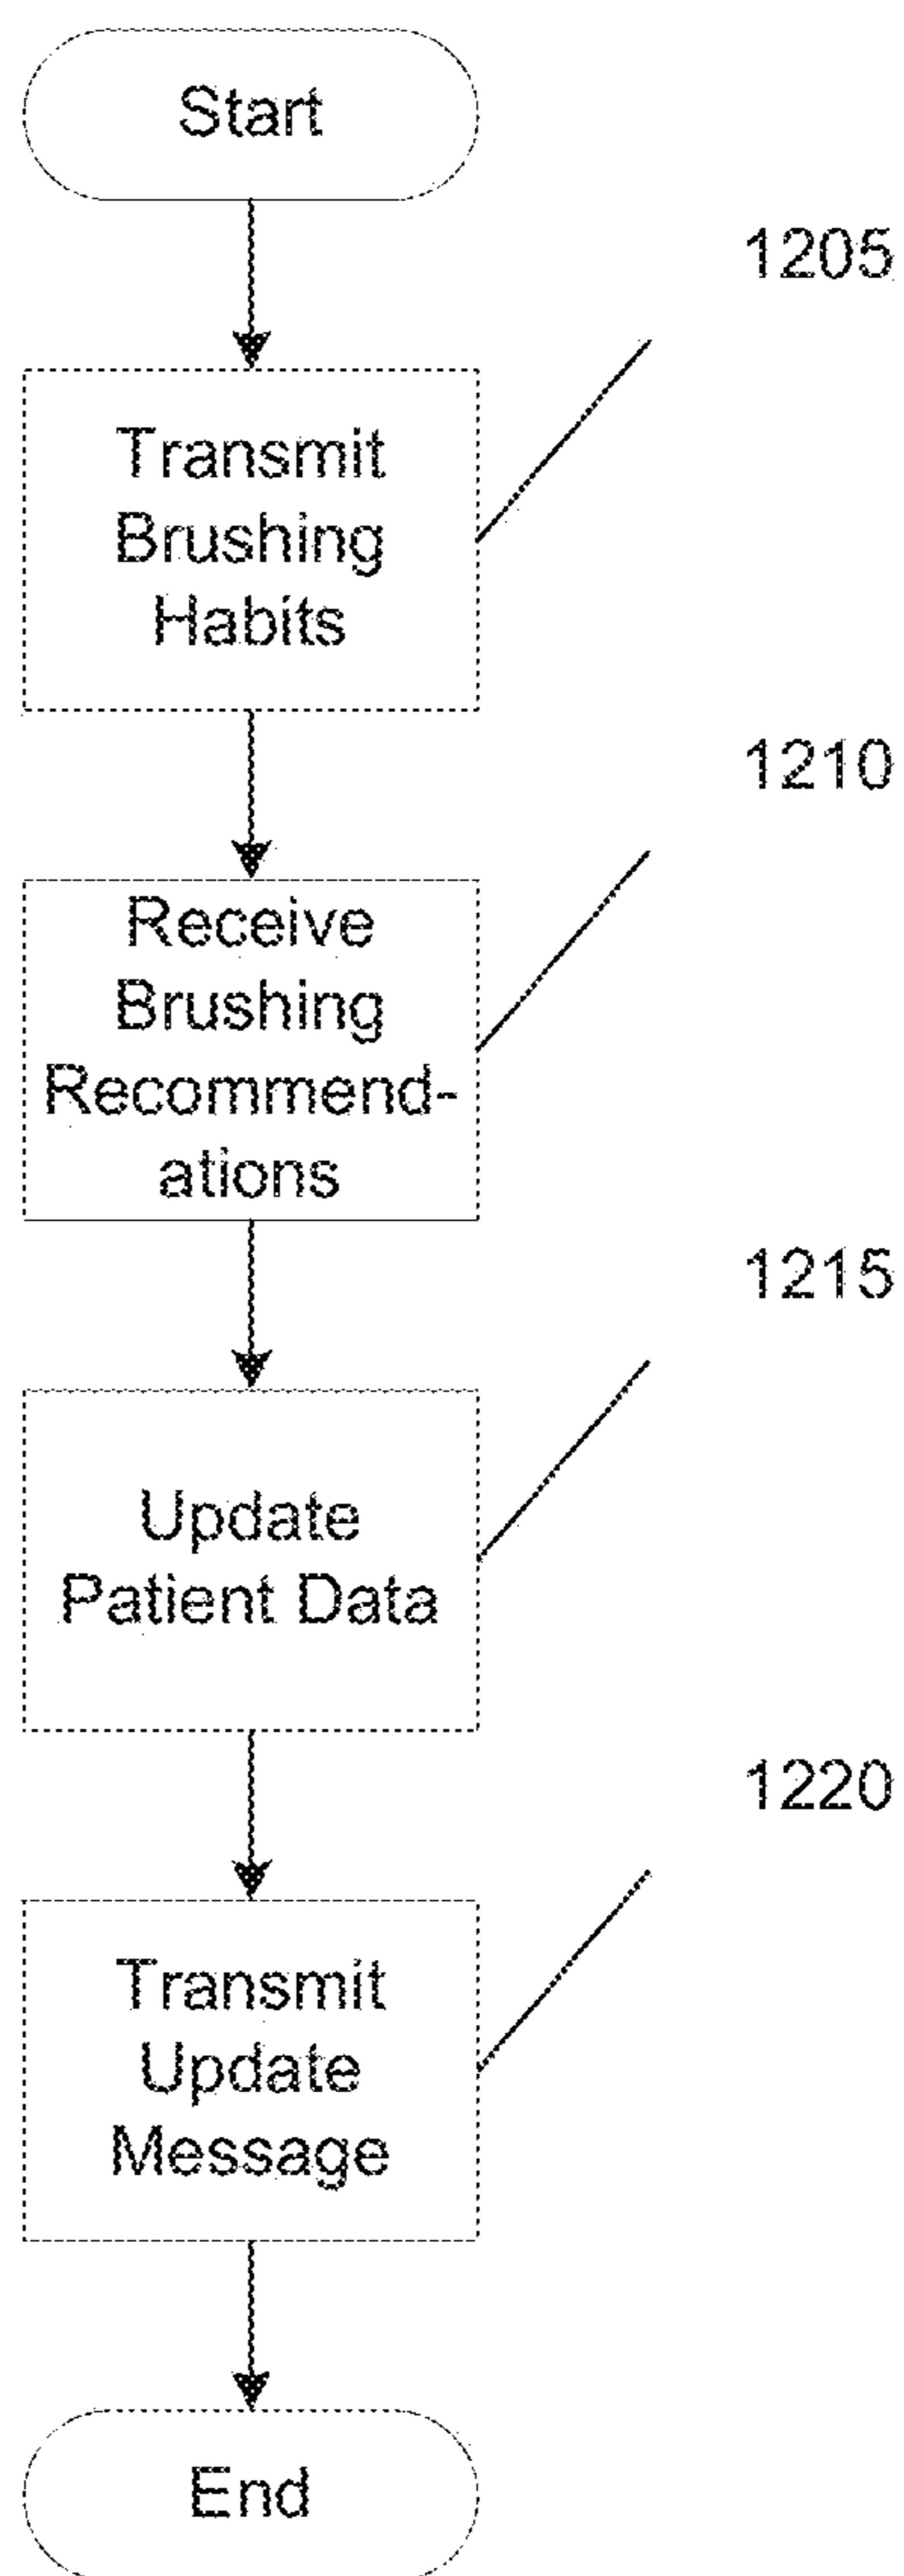 Start
1205
Transmit
Brushing
Habits
1210
Receive
Brushing
Recommend-
ations
1215
Update
Patient Data
1220
Transmit
Update
Message
End